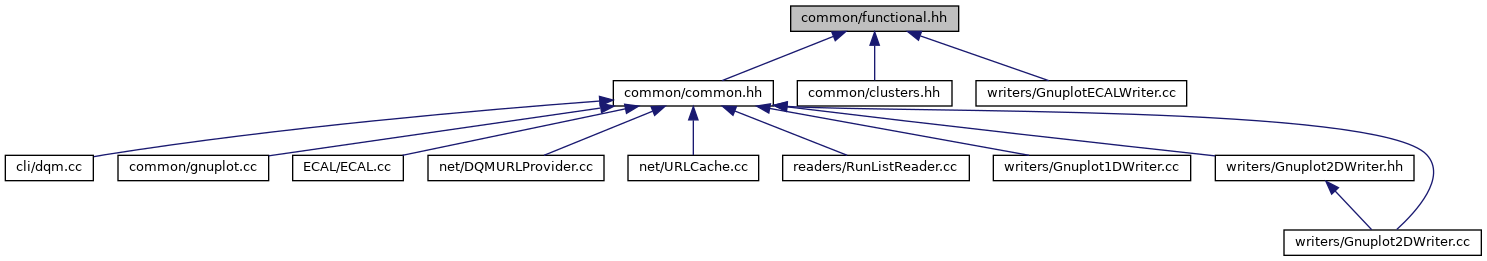 common/functional.hh
common/common.hh
common/clusters.hh
writers/GnuplotECALWriter.cc
cli/dqm.cc
common/gnuplot.cc
ECAL/ECAL.cc
net/DQMURLProvider.cc
net/URLCache.cc
readers/RunListReader.cc
writers/Gnuplot1DWriter.cc
writers/Gnuplot2DWriter.hh
writers/Gnuplot2DWriter.cc